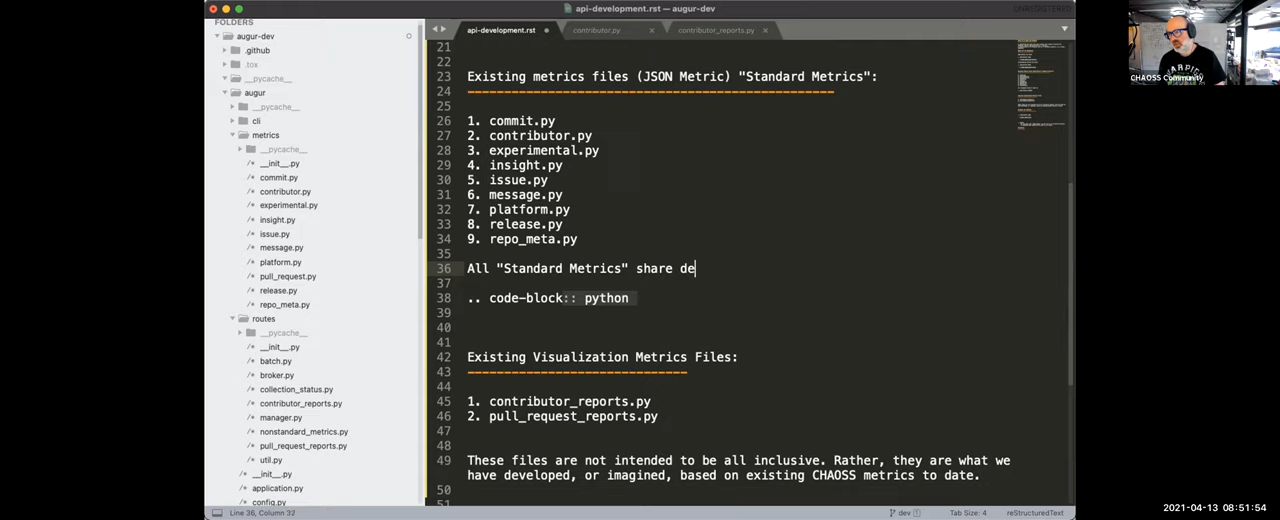 api-development.rst — augur-dev
UNREGISTERED
FOLDERS
augur-dev
.github
.tox
__pycache__
augur
__pycache__
cli
metrics
__pycache__
__init__.py
commit.py
contributor.py
experimental.py
insight.py
issue.py
message.py
platform.py
pull_request.py
release.py
repo_meta.py
routes
__pycache__
__init__.py
batch.py
broker.py
collection_status.py
contributor_reports.py
manager.py
nonstandard_metrics.py
pull_request_reports.py
util.py
__init__.py
application.py
config.py
api-development.rst
contributor.py
contributor_reports.py
21
22
23 Existing metrics files (JSON Metric) "Standard Metrics":
24 --------------------------------------------------
25
26 1. commit.py
27 2. contributor.py
28 3. experimental.py
29 4. insight.py
30 5. issue.py
31 6. message.py
32 7. platform.py
33 8. release.py
34 9. repo_meta.py
35
36 All "Standard Metrics" share de
37
38 .. code-block:: python
39
40
41
42 Existing Visualization Metrics Files:
43 ------------------------------
44
45 1. contributor_reports.py
46 2. pull_request_reports.py
47
48
49 These files are not intended to be all inclusive. Rather, they are what we
have developed, or imagined, based on existing CHAOSS metrics to date.
50
51
Line 36, Column 32
dev 1
Tab Size: 4
reStructuredText
CHAOSS Community
2021-04-13 08:51:54